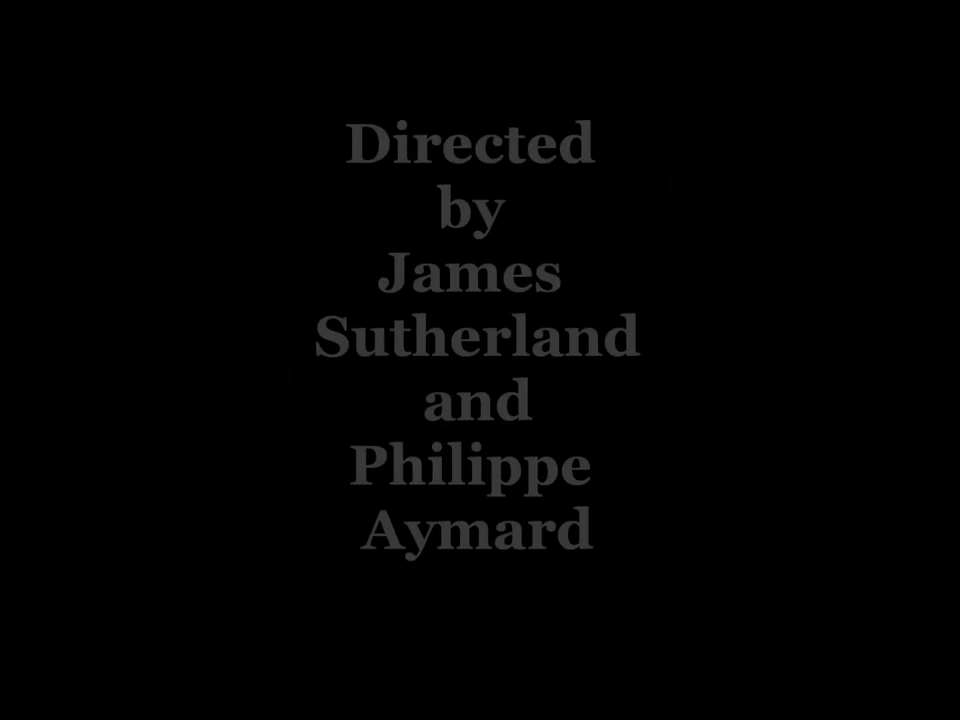 Directed
by
James
Sutherland
and
Philippe
Aymard